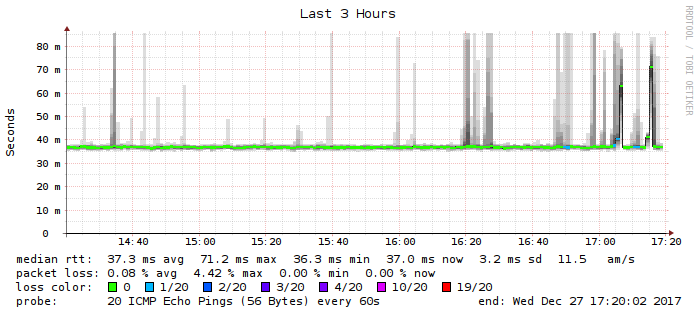 Last 3 Hours
RRDTOOL / TOBI OETIKER
Seconds
80 m
70 m
60 m
50 m
40 m
30 m
20 m
10 m
0
14:40 15:00 15:20 15:40 16:00 16:20 16:40 17:00 17:20
median rtt: 37.3 ms avg 71.2 ms max 36.3 ms min 37.0 ms now 3.2 ms sd 11.5 am/s
packet loss: 0.08 % avg 4.42 % max 0.00 % min 0.00 % now
loss color: 0 1/20 2/20 3/20 4/20 10/20 19/20
probe: 20 ICMP Echo Pings (56 Bytes) every 60s end: Wed Dec 27 17:20:02 2017